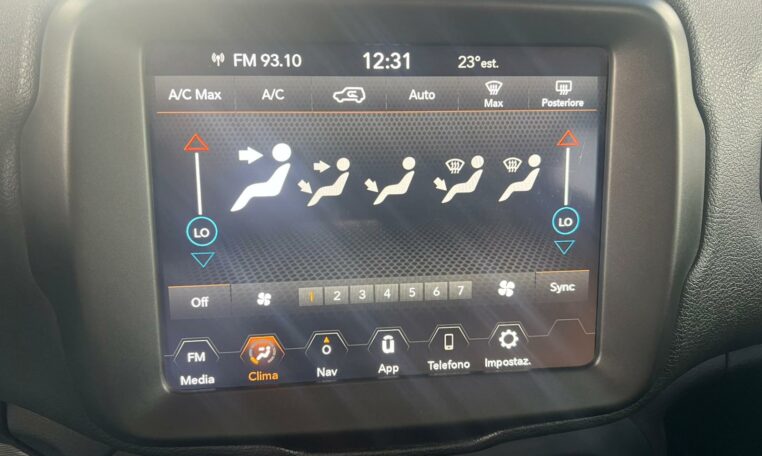 FM 93.10 12:31 23°est.
A/C Max A/C Auto Max Posteriore
LO LO
Off 1 2 3 4 5 6 7 Sync
FM O
Media Clima Nav App Telefono Impostaz.